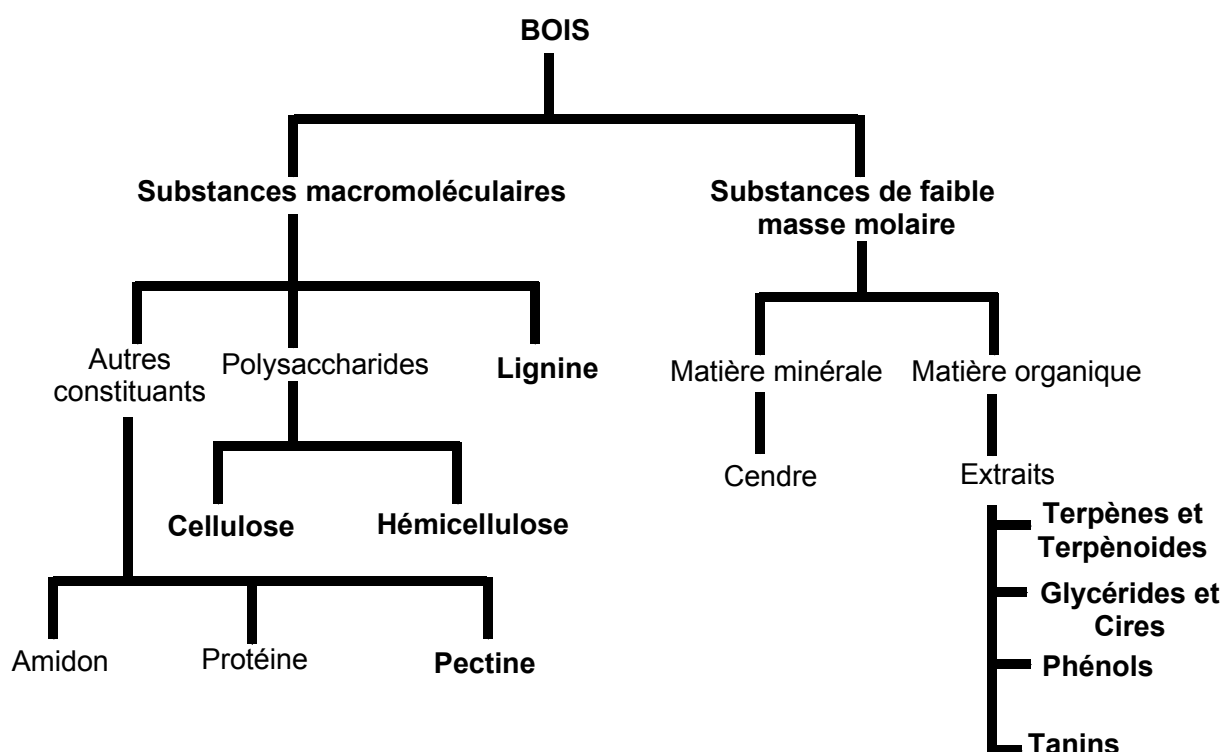 BOIS
Substances macromoléculaires
Substances de faible
masse molaire
Autres
constituants
Polysaccharides
Lignine
Matière minérale
Matière organique
Cellulose
Hémicellulose
Cendre
Extraits
Terpènes et
Terpènoides
Glycérides et
Cires
Phénols
Tanins
Amidon
Protéine
Pectine